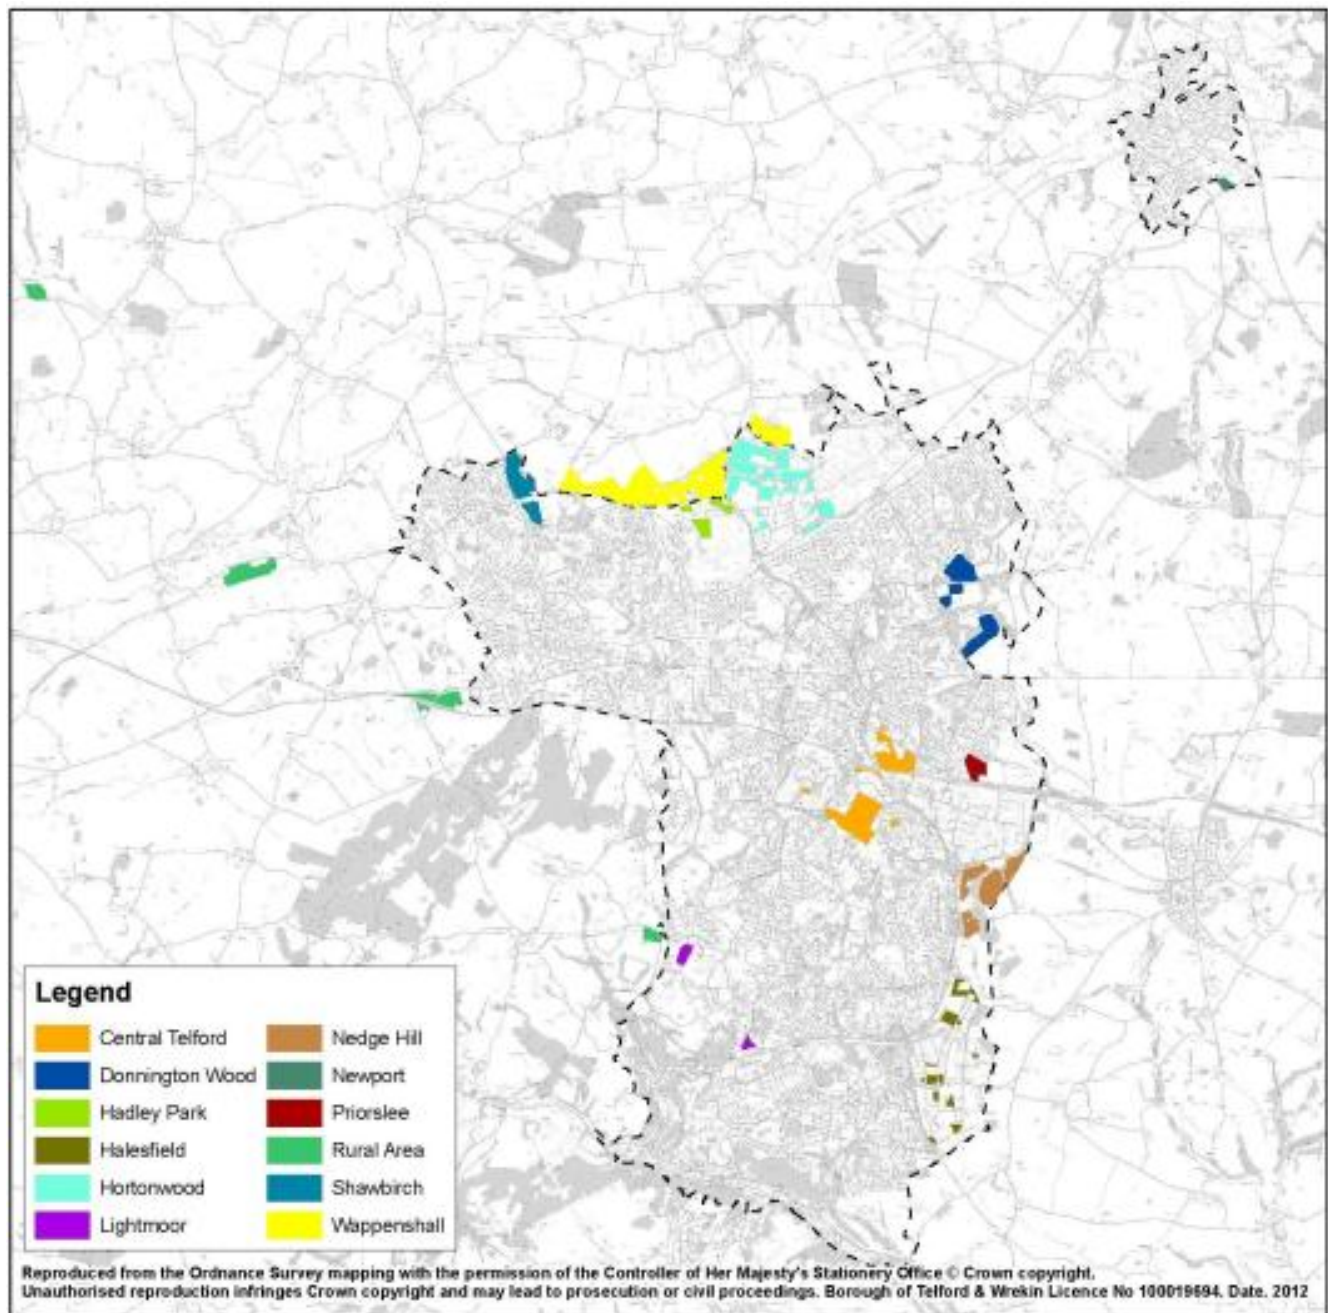 Legend
Central Telford
Donnington Wood
Hadley Park
Halesfield
Hortonwood
Lightmoor
Nedge Hill
Newport
Priorslee
Rural Area
Shawbirch
Wappenshall
Reproduced from the Ordnance Survey mapping with the permission of the Controller of Her Majesty's Stationery Office © Crown copyright.
Unauthorised reproduction infringes Crown copyright and may lead to prosecution or civil proceedings. Borough of Telford & Wrekin Licence No 100019694. Date. 2012